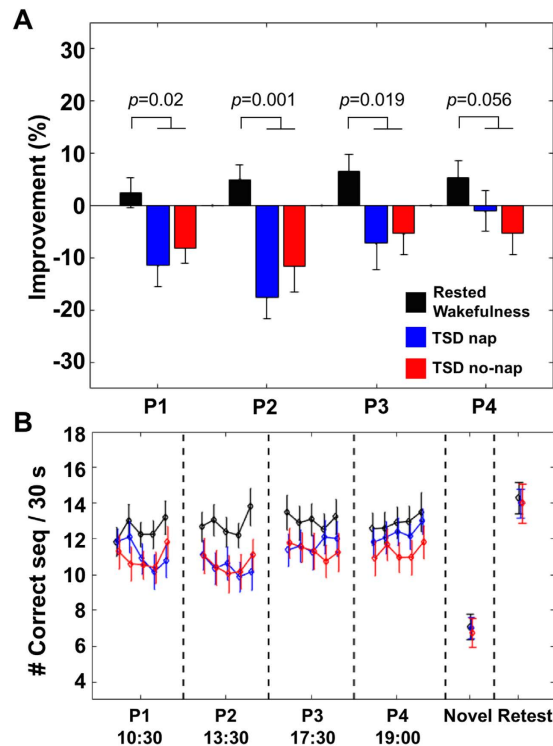 A
30
20
10
0
-10
-20
-30
Improvement (%)
p=0.02
p=0.001
p=0.019
p=0.056
Rested
Wakefulness
TSD nap
TSD no-nap
P1
P2
P3
P4
B
18
16
14
12
10
8
6
4
# Correct seq / 30 s
P1
P2
P3
P4
Novel
Retest
10:30
13:30
17:30
19:00